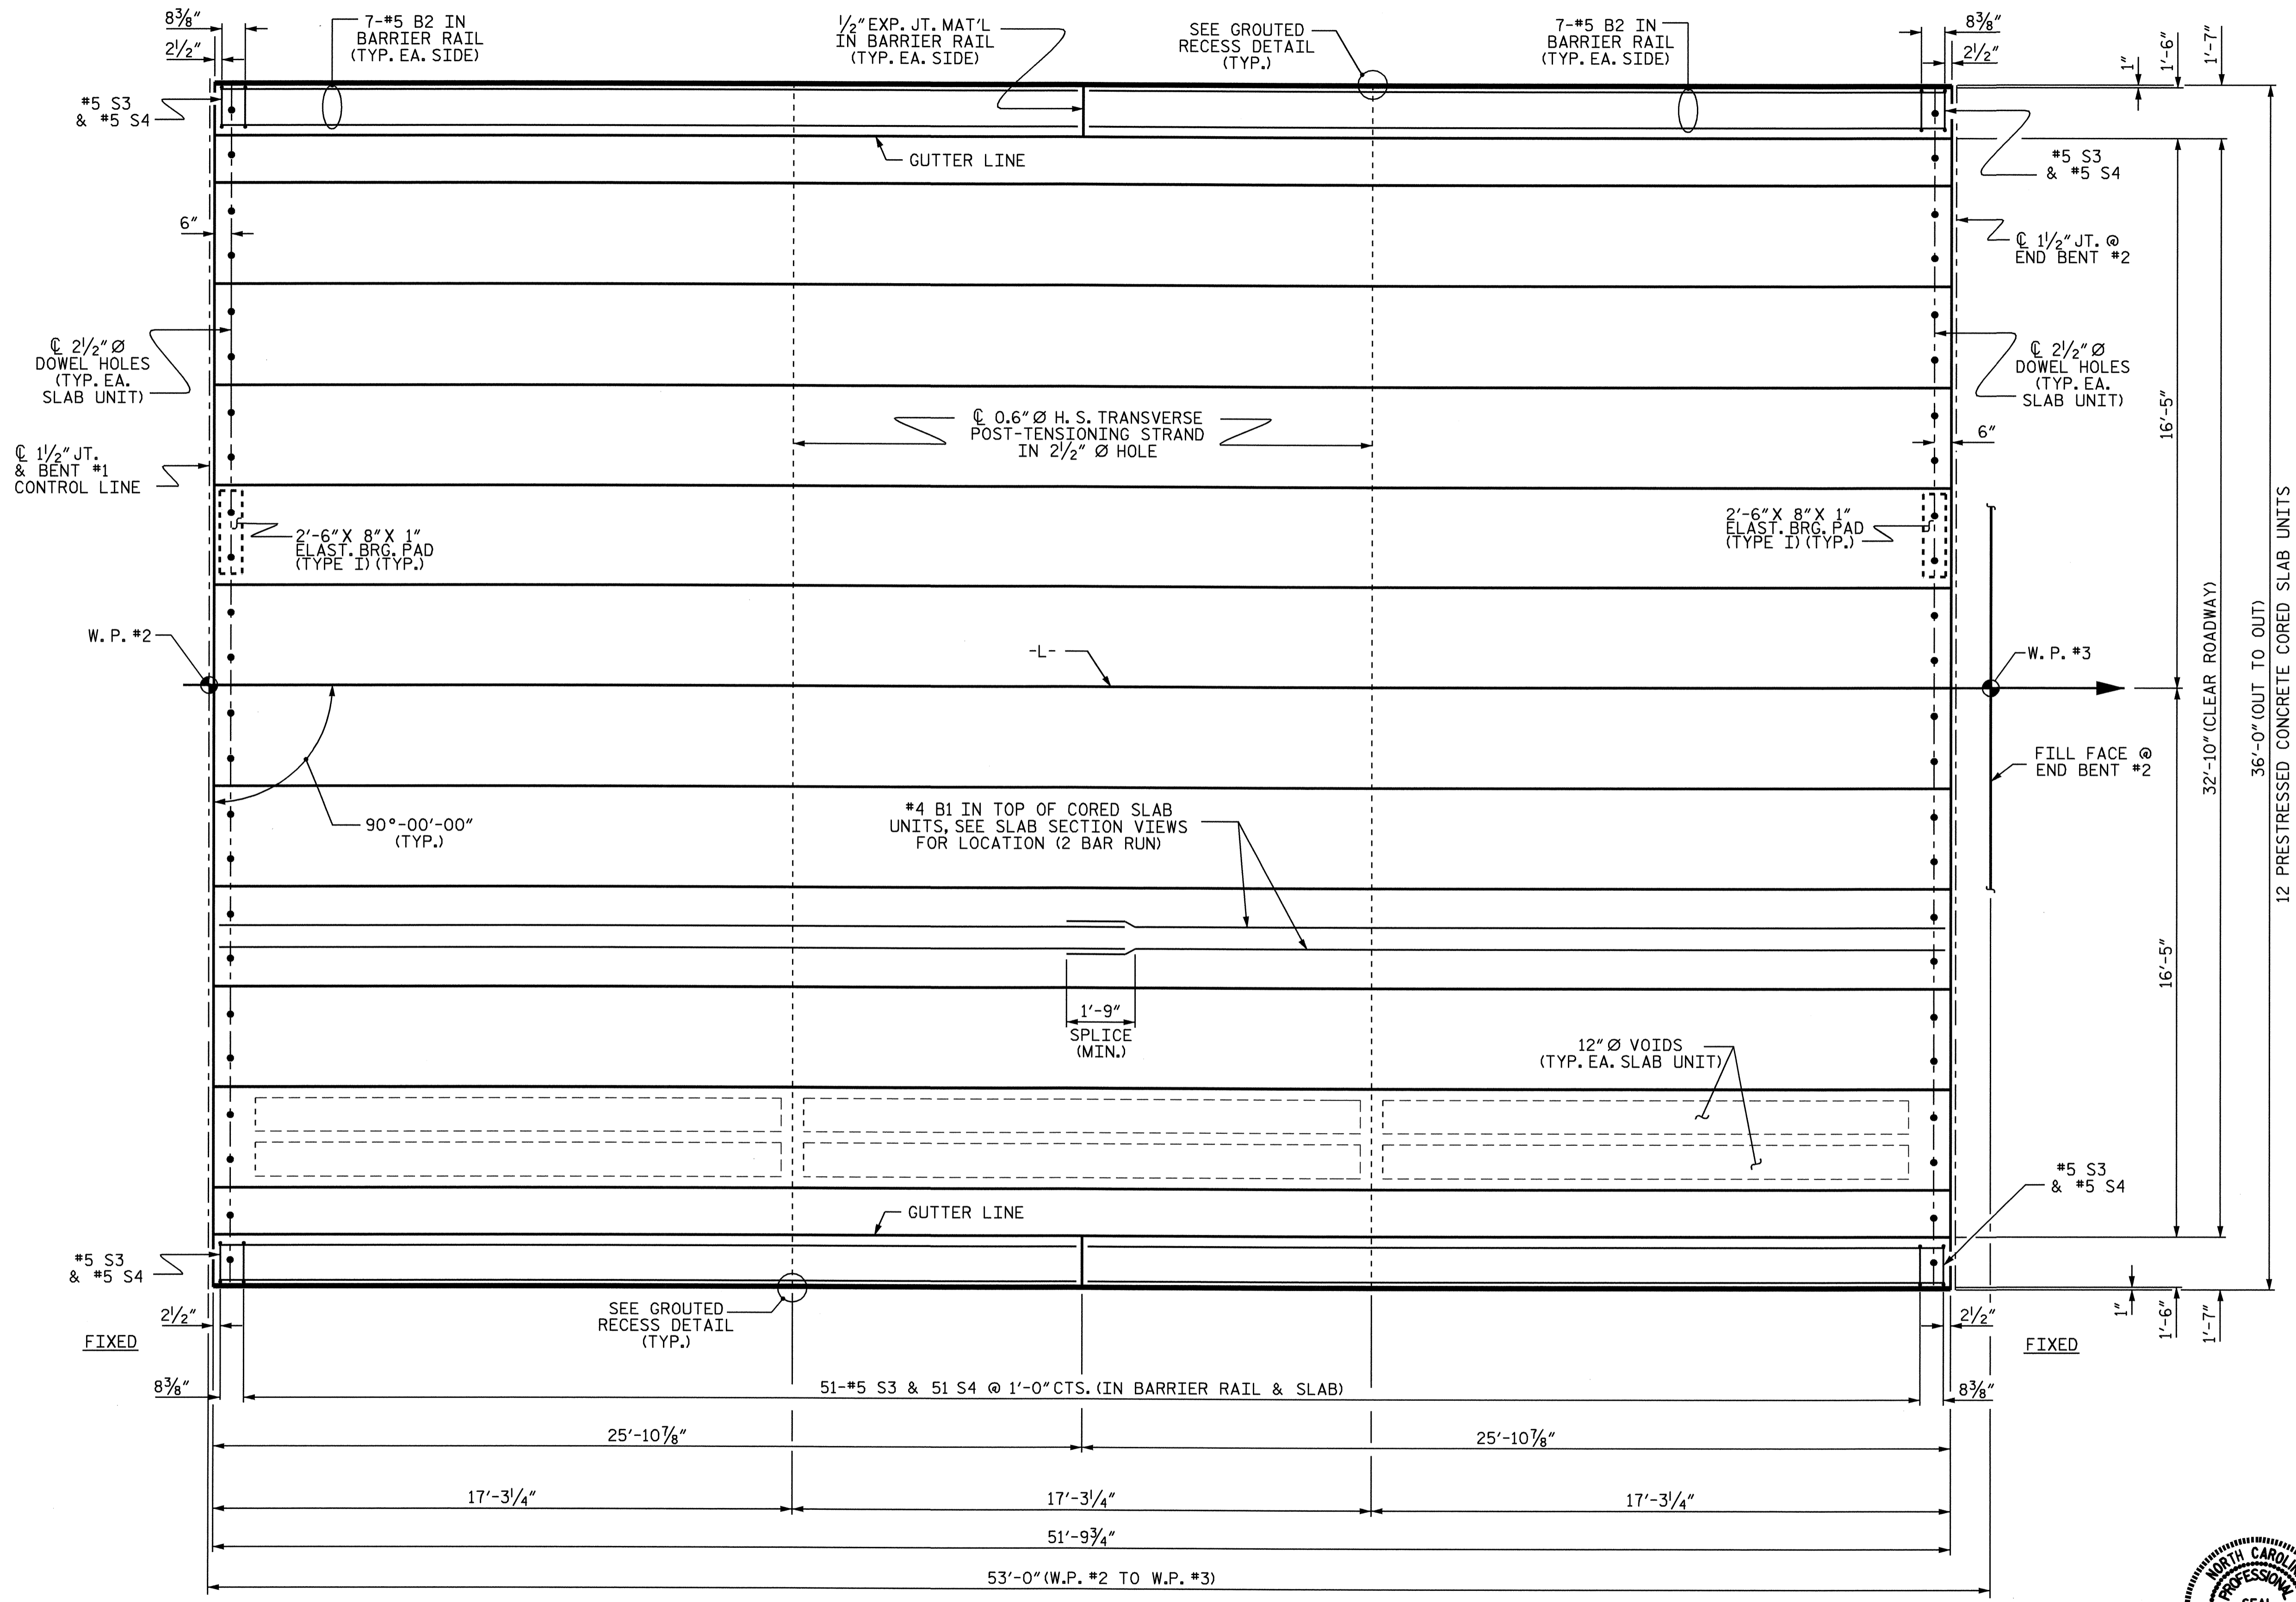 8⅜"
2½"
7-#5 B2 IN
BARRIER RAIL
(TYP. EA. SIDE)
½" EXP. JT. MAT'L
IN BARRIER RAIL
(TYP. EA. SIDE)
SEE GROUTED
RECESS DETAIL
(TYP.)
7-#5 B2 IN
BARRIER RAIL
(TYP. EA. SIDE)
8⅜"
2½"
1"
1'-6"
1'-7"
#5 S3
& #5 S4
GUTTER LINE
#5 S3
& #5 S4
6"
℄ 1½" JT. @
END BENT #2
℄ 2½" Ø
DOWEL HOLES
(TYP. EA.
SLAB UNIT)
℄ 2½" Ø
DOWEL HOLES
(TYP. EA.
SLAB UNIT)
℄ 0.6" Ø H. S. TRANSVERSE
POST-TENSIONING STRAND
IN 2½" Ø HOLE
6"
16'-5"
℄ 1½" JT.
& BENT #1
CONTROL LINE
2'-6" X 8" X 1"
ELAST. BRG. PAD
(TYPE I) (TYP.)
2'-6" X 8" X 1"
ELAST. BRG. PAD
(TYPE I) (TYP.)
W. P. #2
-L-
W. P. #3
32'-10" (CLEAR ROADWAY)
36'-0" (OUT TO OUT)
12 PRESTRESSED CONCRETE CORED SLAB UNITS
FILL FACE @
END BENT #2
90°-00'-00"
(TYP.)
#4 B1 IN TOP OF CORED SLAB
UNITS, SEE SLAB SECTION VIEWS
FOR LOCATION (2 BAR RUN)
16'-5"
1'-9"
SPLICE
(MIN.)
12" Ø VOIDS
(TYP. EA. SLAB UNIT)
GUTTER LINE
#5 S3
& #5 S4
#5 S3
& #5 S4
2½"
SEE GROUTED
RECESS DETAIL
(TYP.)
2½"
1"
1'-6"
1'-7"
FIXED
FIXED
8⅜"
51-#5 S3 & 51 S4 @ 1'-0" CTS. (IN BARRIER RAIL & SLAB)
8⅜"
25'-10⅞"
25'-10⅞"
17'-3¼"
17'-3¼"
17'-3¼"
51'-9¾"
53'-0" (W.P. #2 TO W.P. #3)
NORTH CAROLIN
PROFESSIONAL
SEAL